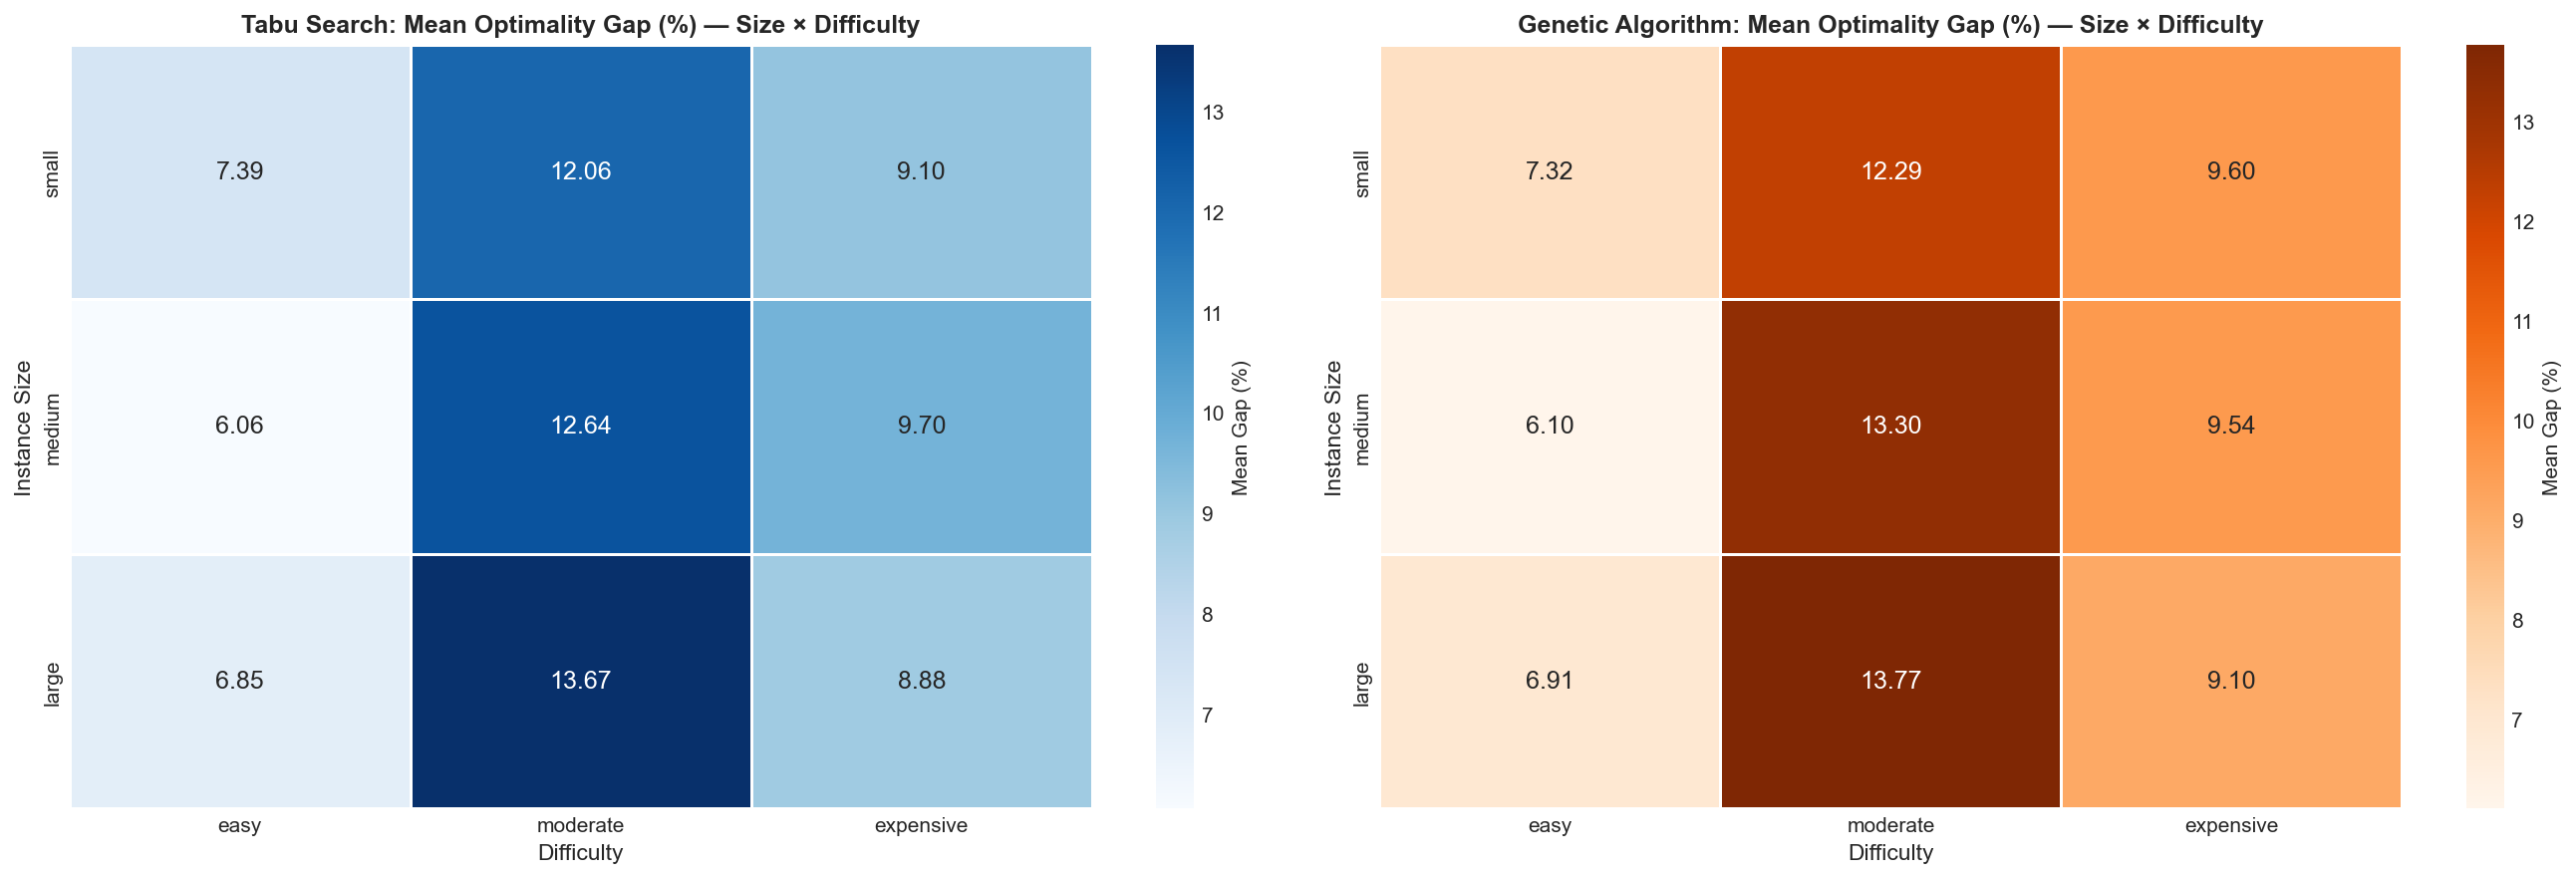 Tabu Search: Mean Optimality Gap (%) — Size × Difficulty
Instance Size
small
medium
large
7.39 12.06 9.10
6.06 12.64 9.70
6.85 13.67 8.88
easy moderate expensive
Difficulty
13
12
11
10
9
8
7
Mean Gap (%)
Genetic Algorithm: Mean Optimality Gap (%) — Size × Difficulty
Instance Size
small
medium
large
7.32 12.29 9.60
6.10 13.30 9.54
6.91 13.77 9.10
easy moderate expensive
Difficulty
13
12
11
10
9
8
7
Mean Gap (%)